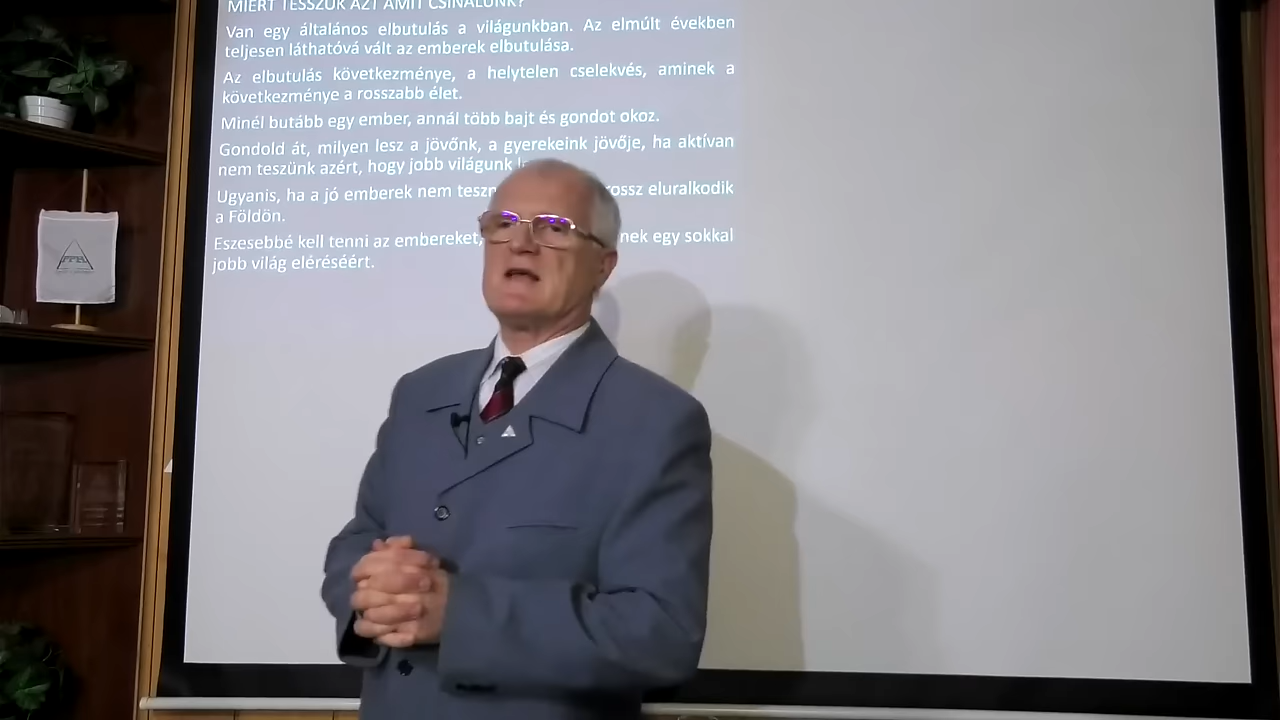 MIÉRT TESSZÜK AZT AMIT CSINÁLUNK?
Van egy általános elbutulás a világunkban. Az elmúlt években
teljesen láthatóvá vált az emberek elbutulása.
Az elbutulás következménye, a helytelen cselekvés, aminek a
következménye a rosszabb élet.
Minél butább egy ember, annál több bajt és gondot okoz.
Gondold át, milyen lesz a jövőnk, a gyerekeink jövője, ha aktívan
nem teszünk azért, hogy jobb világunk
Ugyanis, ha a jó emberek nem rossz eluralkodik
a Földön.
Eszesebbé kell tenni az embereket, egy sokkal
jobb világ eléréséért.